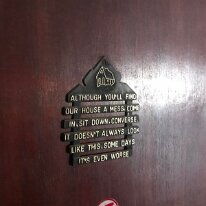 ALTHOUGH YOU'LL FIND
OUR HOUSE A MESS, COME
IN, SIT DOWN, CONVERSE
IT DOESN'T ALWAYS LOOK
LIKE THIS, SOME DAYS
IT'S EVEN WORSE